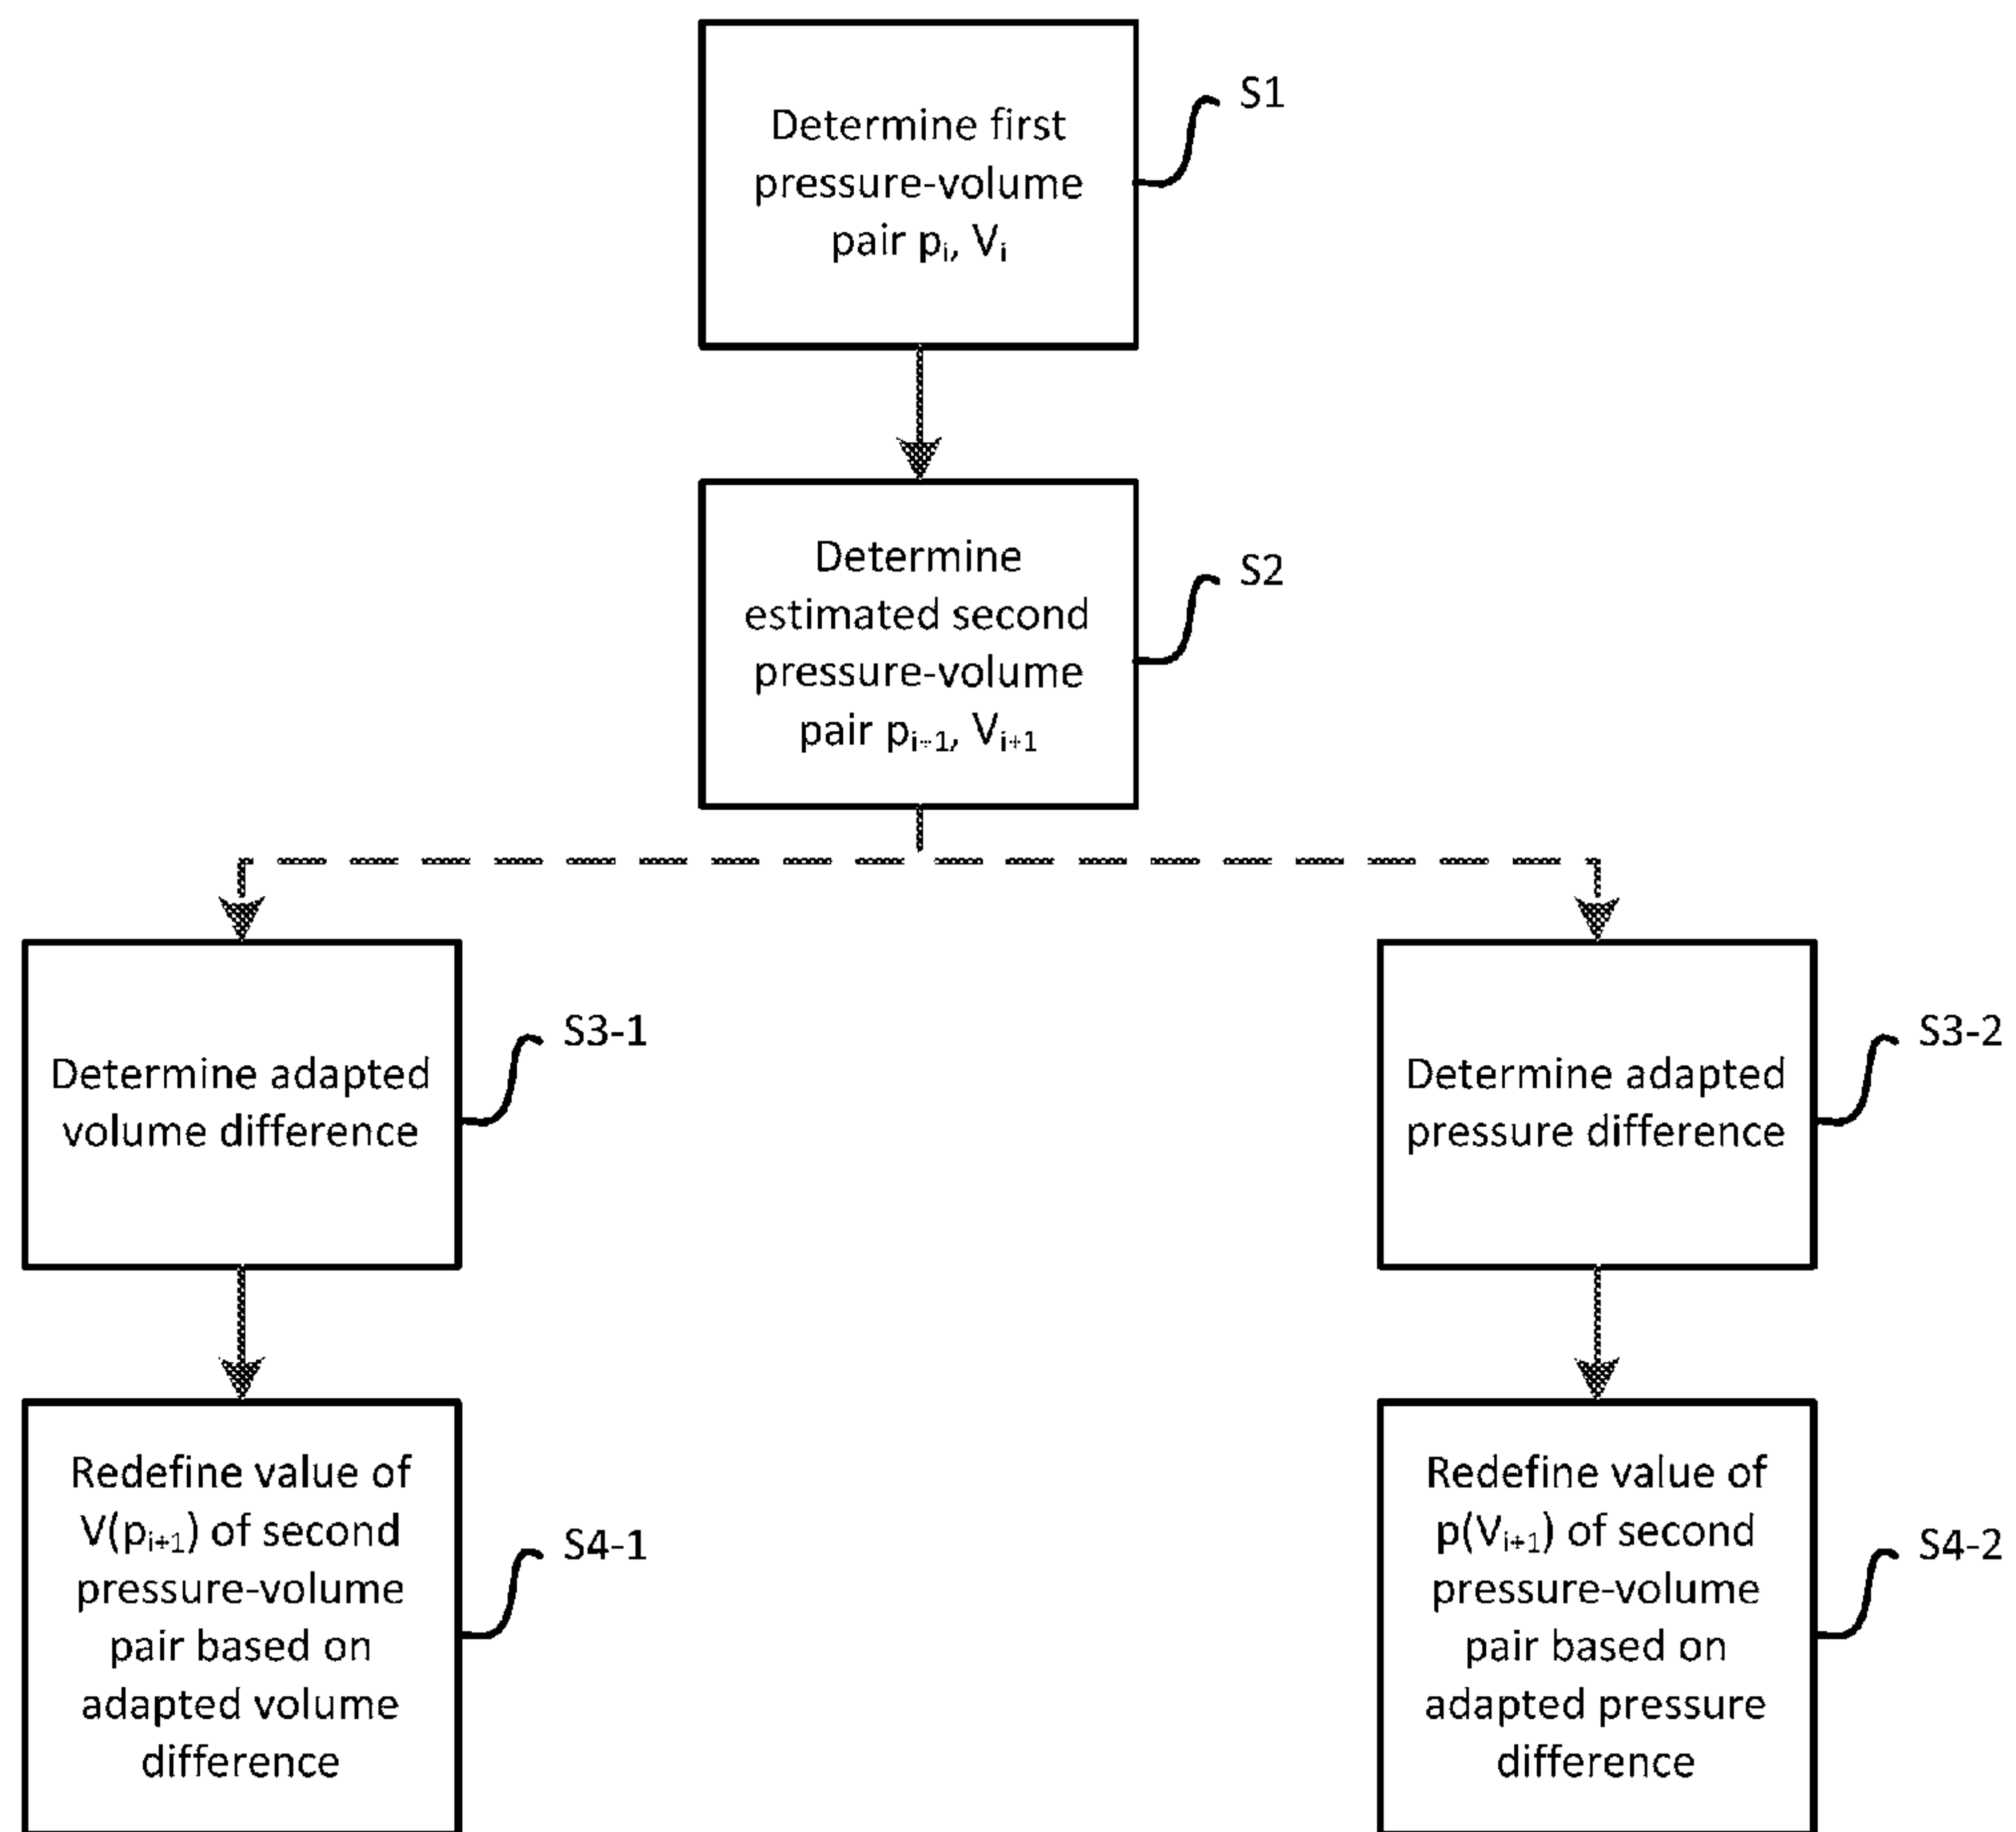 Determine first
pressure-volume
pair pᵢ, Vᵢ
S1
Determine
estimated second
pressure-volume
pair pᵢ₊₁, Vᵢ₊₁
S2
Determine adapted
volume difference
S3-1
Determine adapted
pressure difference
S3-2
Redefine value of
V(pᵢ₊₁) of second
pressure-volume
pair based on
adapted volume
difference
S4-1
Redefine value of
p(Vᵢ₊₁) of second
pressure-volume
pair based on
adapted pressure
difference
S4-2